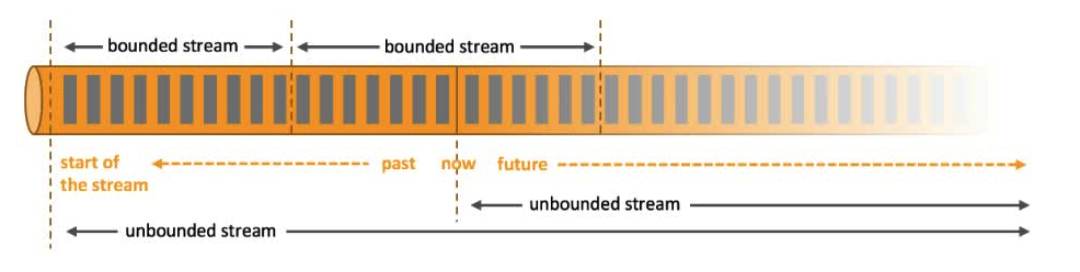 bounded stream
bounded stream
start of
the stream
past
now
future
unbounded stream
unbounded stream